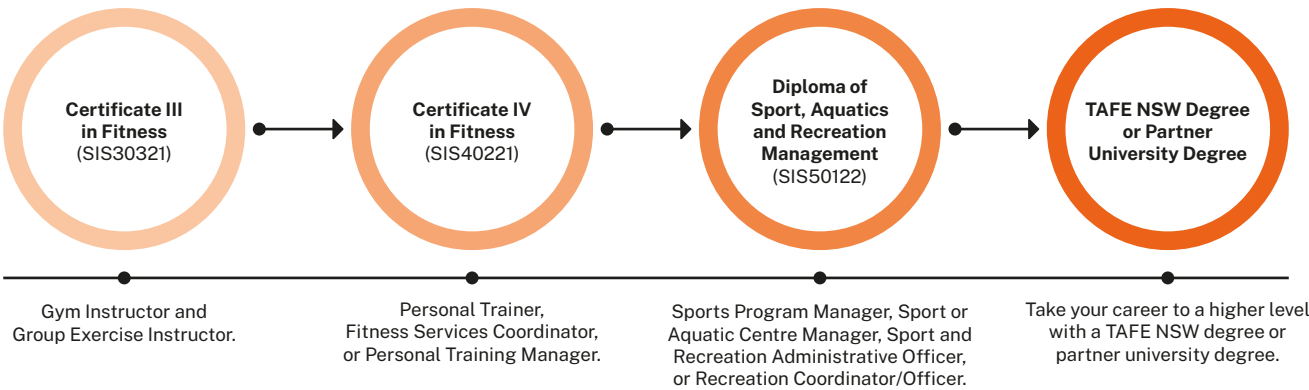 Certificate III
in Fitness
(SIS30321)
Certificate IV
in Fitness
(SIS40221)
Diploma of
Sport, Aquatics
and Recreation
Management
(SIS50122)
TAFE NSW Degree
or Partner
University Degree
Gym Instructor and
Group Exercise Instructor.
Personal Trainer,
Fitness Services Coordinator,
or Personal Training Manager.
Sports Program Manager, Sport or
Aquatic Centre Manager, Sport and
Recreation Administrative Officer,
or Recreation Coordinator/Officer.
Take your career to a higher level
with a TAFE NSW degree or
partner university degree.